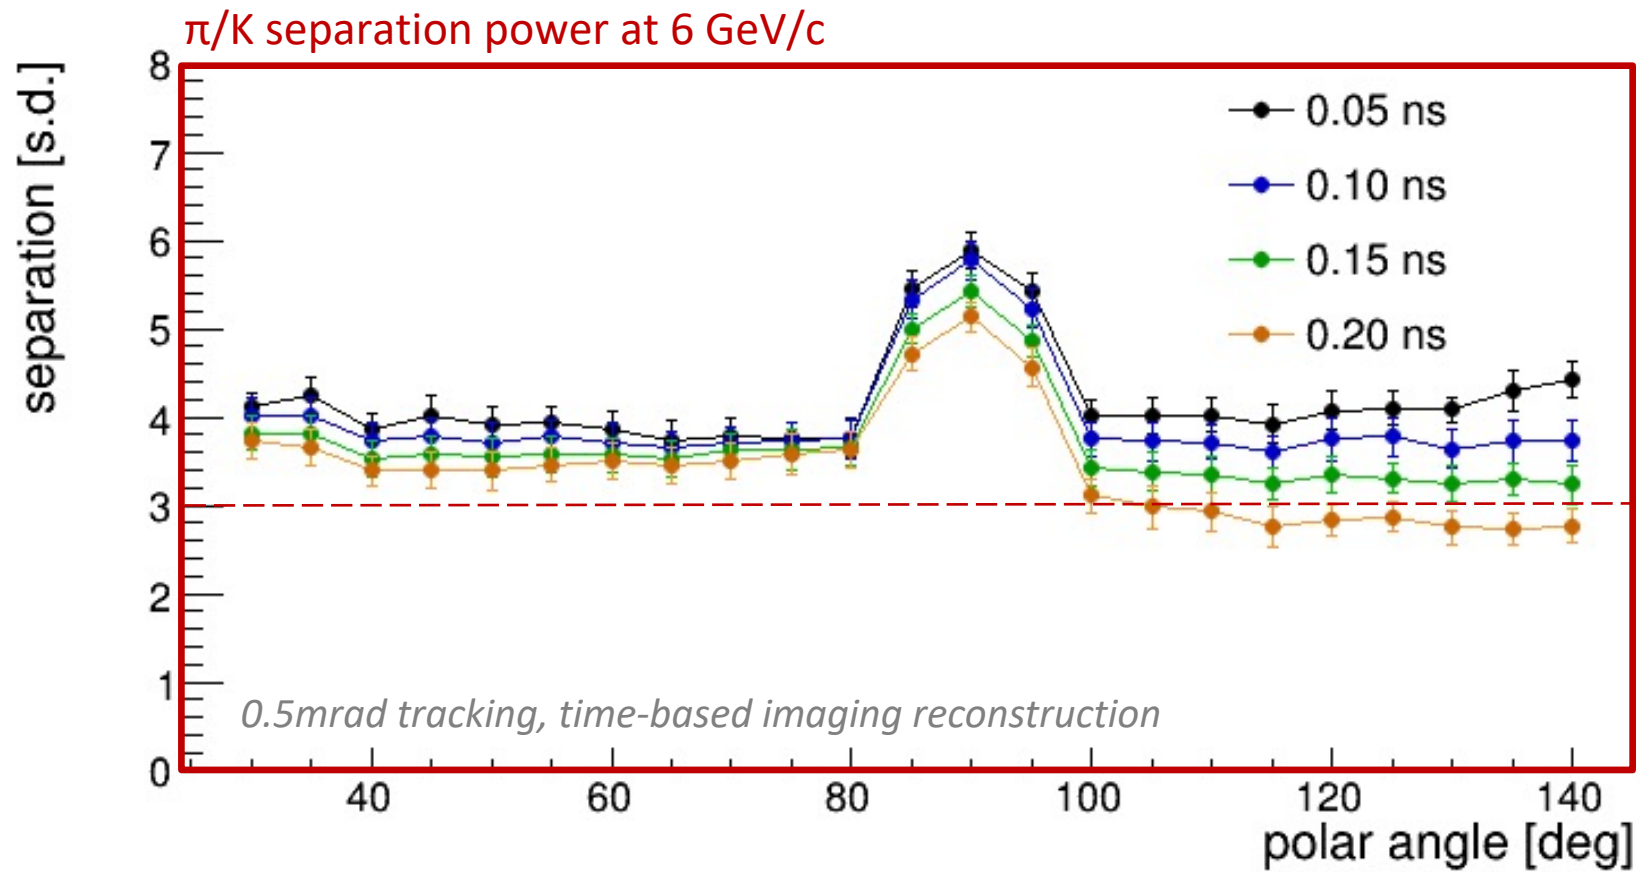 π/K separation power at 6 GeV/c
separation [s.d.]
8
7
6
5
4
3
2
1
0
0.05 ns
0.10 ns
0.15 ns
0.20 ns
0.5mrad tracking, time-based imaging reconstruction
40 60 80 100 120 140
polar angle [deg]